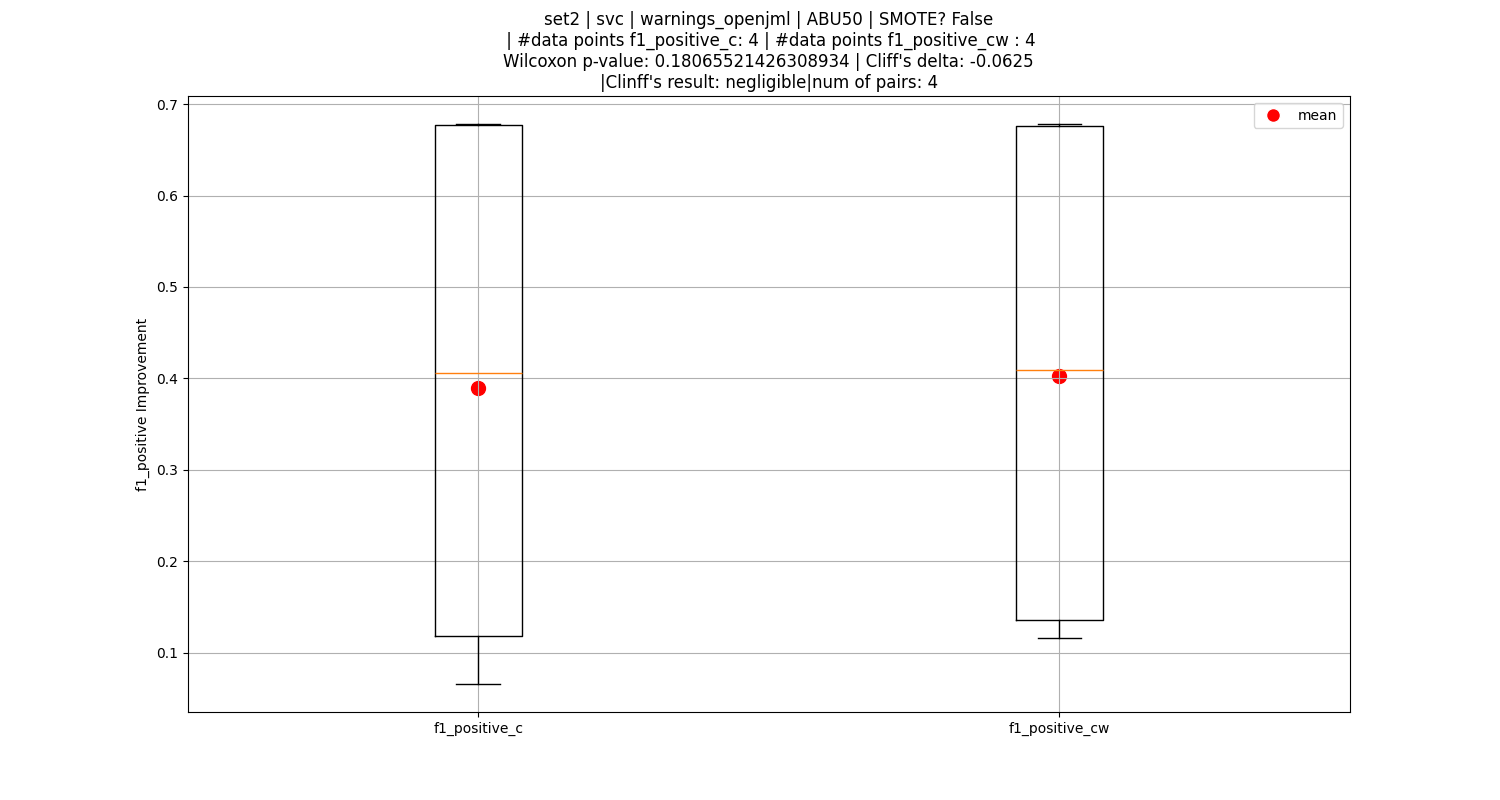 set2 | svc | warnings_openjml | ABU50 | SMOTE? False
| #data points f1_positive_c: 4 | #data points f1_positive_cw : 4
Wilcoxon p-value: 0.18065521426308934 | Cliff's delta: -0.0625
|Clinff's result: negligible|num of pairs: 4
mean
0.7
0.6
0.5
0.4
0.3
0.2
0.1
f1_positive Improvement
f1_positive_c
f1_positive_cw